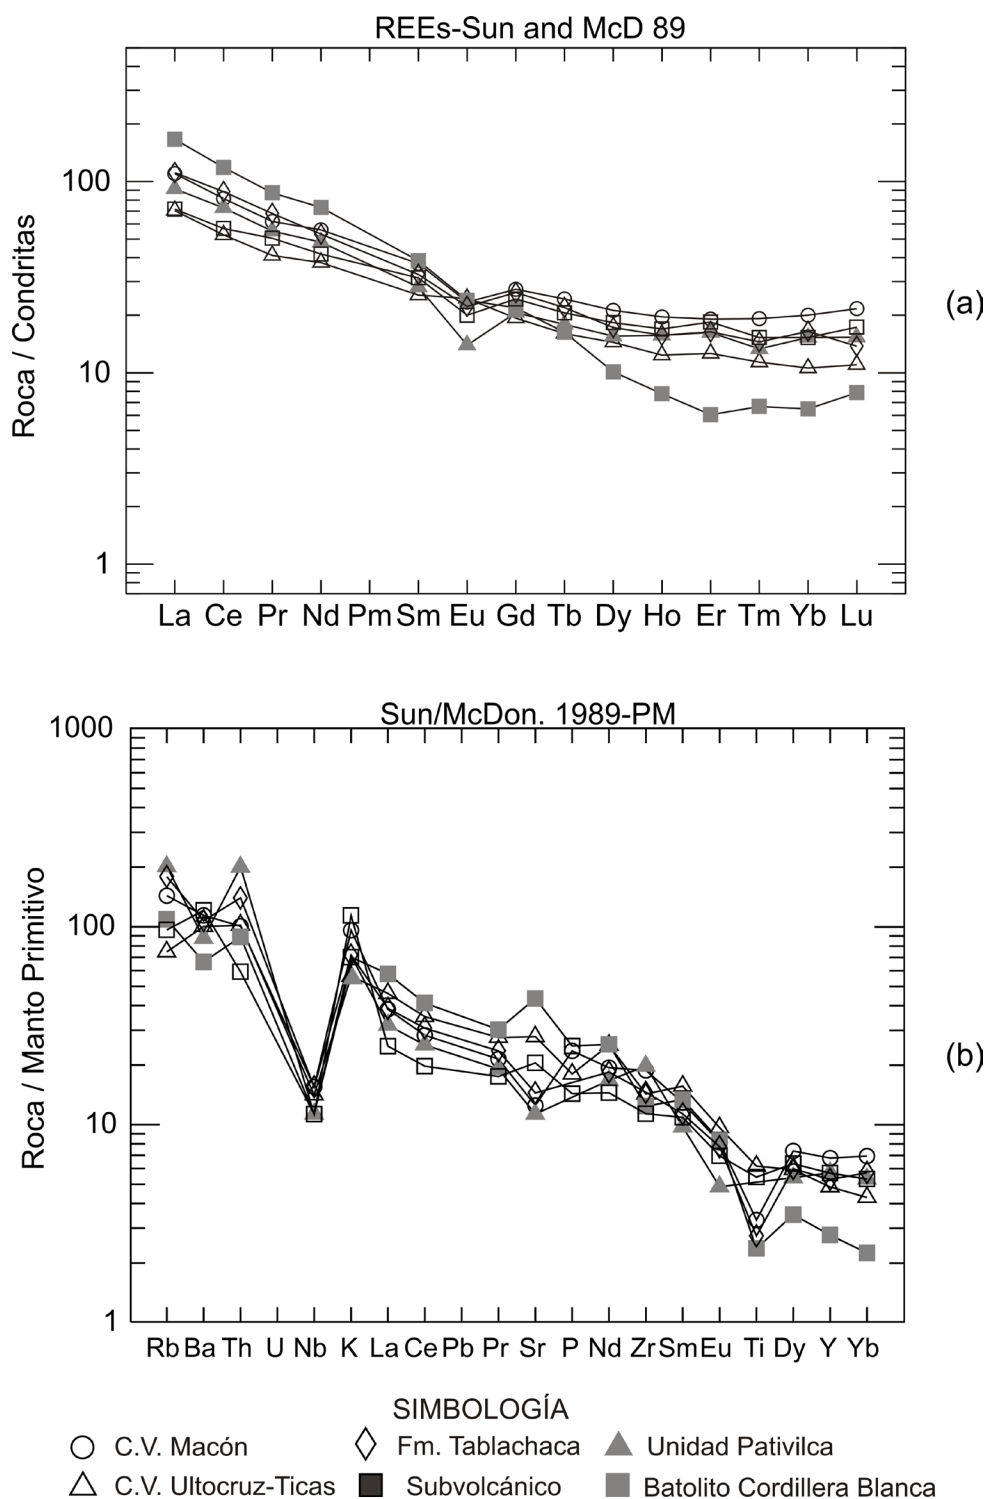 REEs-Sun and McD 89
Roca / Condritas
100
10
1
(a)
La Ce Pr Nd Pm Sm Eu Gd Tb Dy Ho Er Tm Yb Lu
Sun/McDon. 1989-PM
Roca / Manto Primitivo
1000
100
10
1
(b)
Rb Ba Th U Nb K La Ce Pb Pr Sr P Nd Zr Sm Eu Ti Dy Y Yb
SIMBOLOGÍA
C.V. Macón Fm. Tablachaca Unidad Pativilca
C.V. Ultocruz-Ticas Subvolcánico Batolito Cordillera Blanca